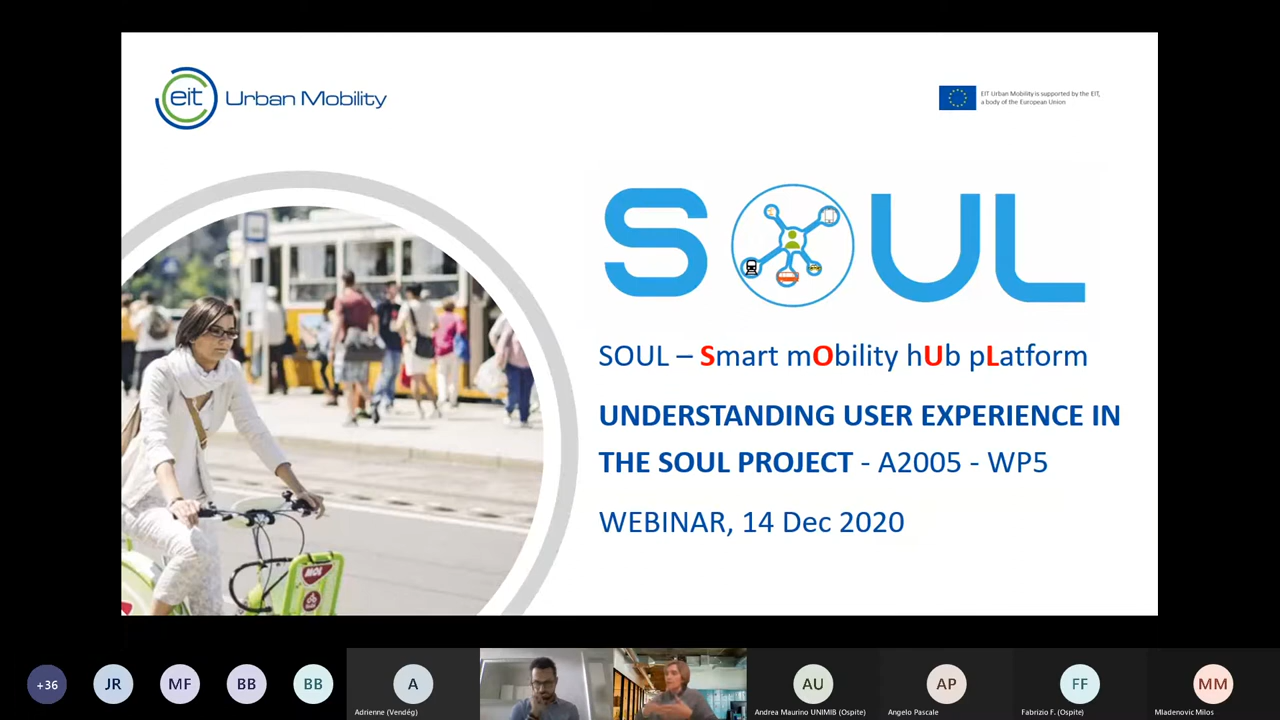 eit Urban Mobility
EIT Urban Mobility is supported by the EIT,
a body of the European Union
SOUL
SOUL – Smart mObility hUb pLatform
UNDERSTANDING USER EXPERIENCE IN
THE SOUL PROJECT - A2005 - WP5
WEBINAR, 14 Dec 2020
MOL
+36
JR
MF
BB
BB
A
Adrienne (Vendég)
AU
Andrea Maurino UNIMIB (Ospite)
AP
Angelo Pascale
FF
Fabrizio F. (Ospite)
MM
Mladenovic Milos